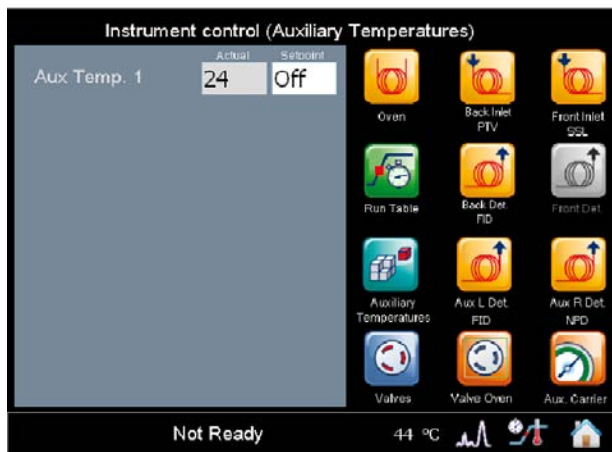 Instrument control (Auxiliary Temperatures)
Actual Setpoint
Aux Temp. 1 24 Off
Oven
Back Inlet
PTV
Front Inlet
SSL
Run Table
Back Det.
FID
Front Det.
Auxiliary
Temperatures
Aux L Det.
FID
Aux R Det.
NPD
Valves
Valve Oven
Aux. Carrier
Not Ready
44 ºC